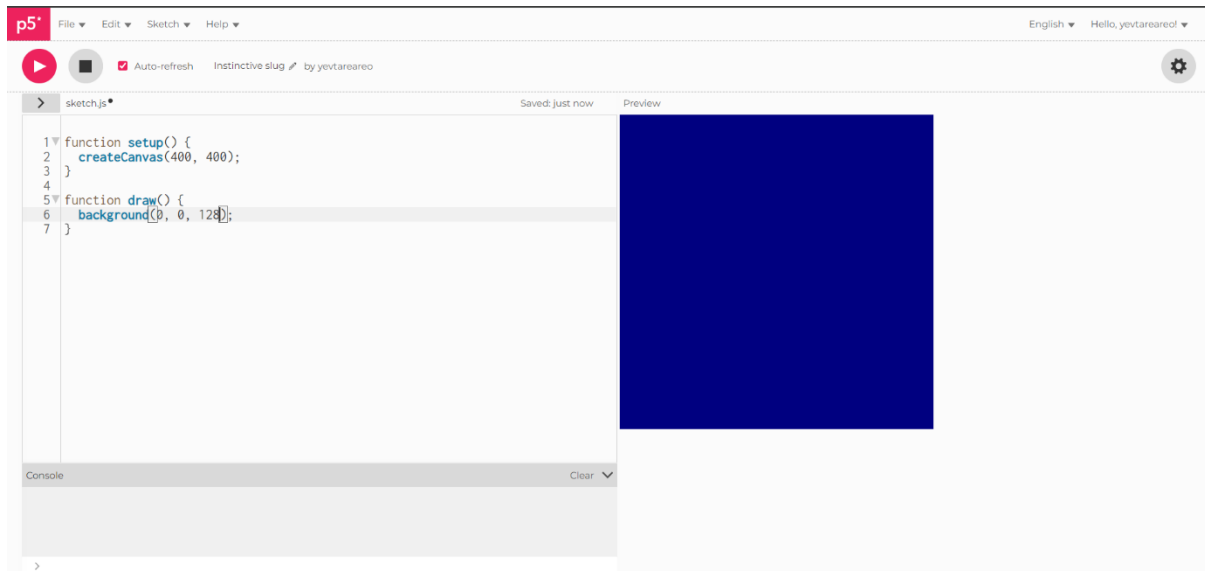 p5* File Edit Sketch Help English Hello, yevtareareo!
Auto-refresh Instinctive slug by yevtareareo
> sketch.js Saved: just now Preview
1 function setup() {
2 createCanvas(400, 400);
3 }
4
5 function draw() {
6 background(0, 0, 128);
7 }
Console Clear
>